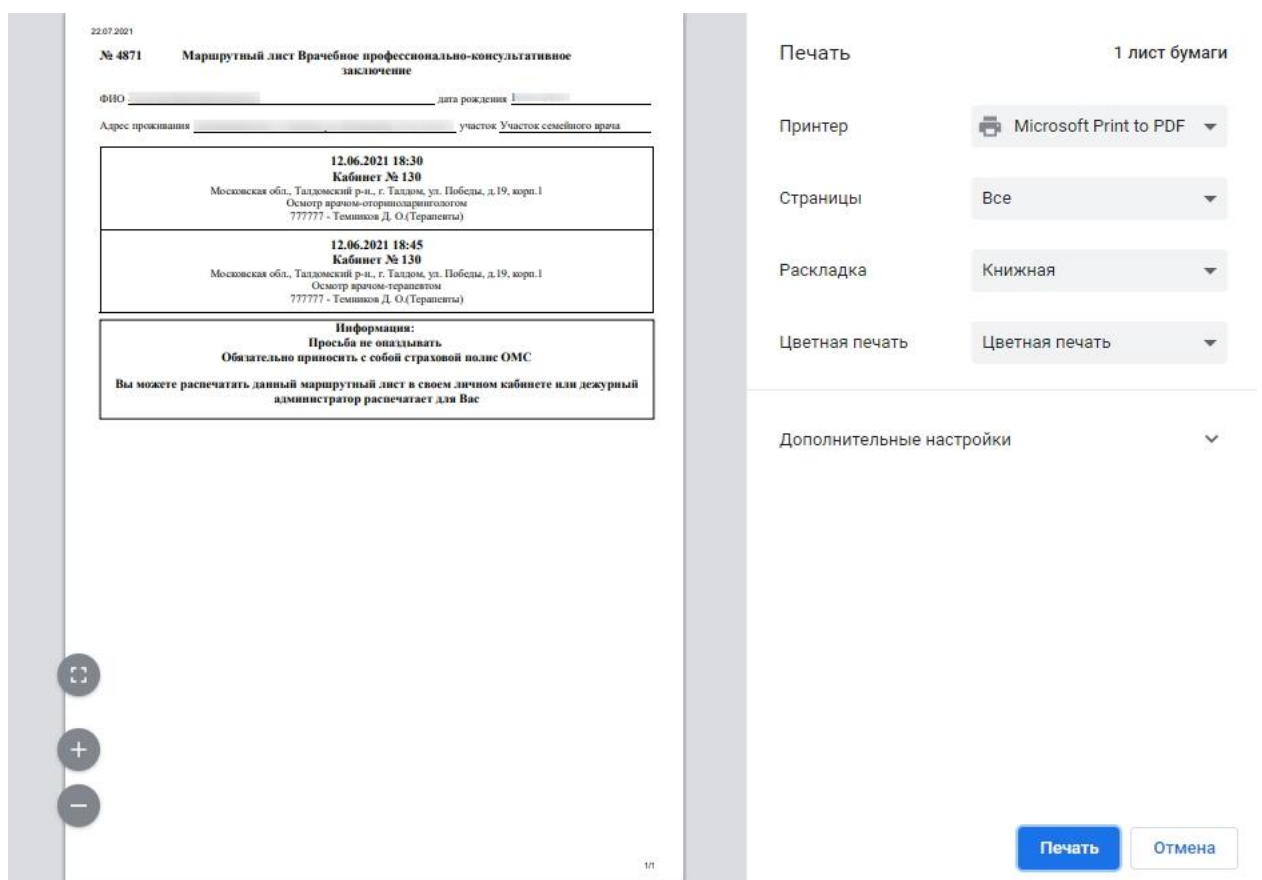 22.07.2021
№ 4871 Маршрутный лист Врачебное профессионально-консультативное
заключение
ФИО дата рождения
Адрес проживания участок Участок семейного врача
12.06.2021 18:30
Кабинет № 130
Московская обл., Талдомский р-н., г. Талдом, ул. Победы, д.19, корп.1
Осмотр врачом-оториноларингологом
777777 - Темников Д. О.(Терапевты)
12.06.2021 18:45
Кабинет № 130
Московская обл., Талдомский р-н., г. Талдом, ул. Победы, д.19, корп.1
Осмотр врачом-терапевтом
777777 - Темников Д. О.(Терапевты)
Информация:
Просьба не опаздывать
Обязательно приносить с собой страховой полис ОМС
Вы можете распечатать данный маршрутный лист в своем личном кабинете или дежурный
администратор распечатает для Вас
1/1
Печать 1 лист бумаги
Принтер Microsoft Print to PDF
Страницы Все
Раскладка Книжная
Цветная печать Цветная печать
Дополнительные настройки
Печать Отмена